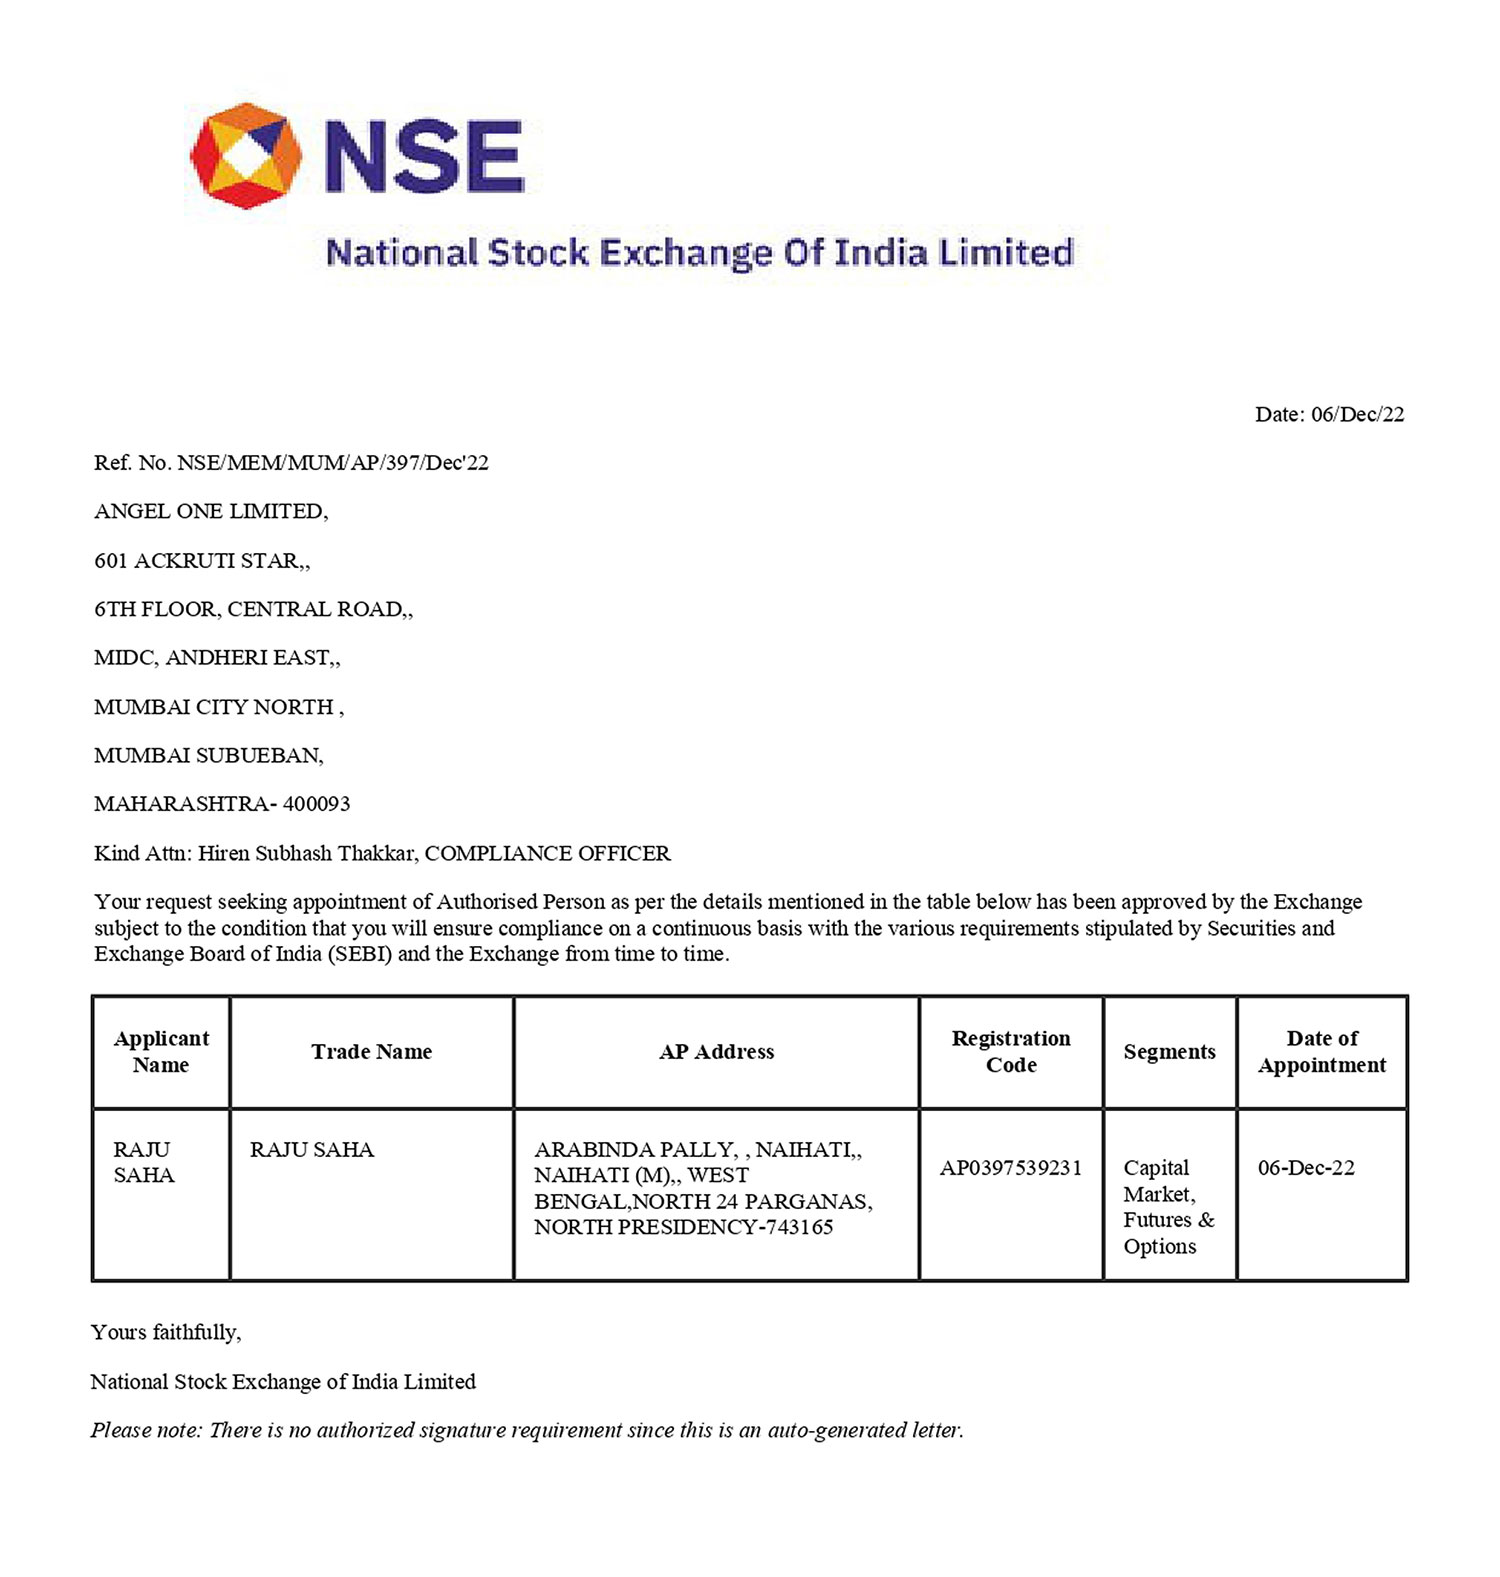 NSE
National Stock Exchange Of India Limited
Date: 06/Dec/22
Ref. No. NSE/MEM/MUM/AP/397/Dec'22
ANGEL ONE LIMITED,
601 ACKRUTI STAR,,
6TH FLOOR, CENTRAL ROAD,,
MIDC, ANDHERI EAST,,
MUMBAI CITY NORTH ,
MUMBAI SUBUEBAN,
MAHARASHTRA- 400093
Kind Attn: Hiren Subhash Thakkar, COMPLIANCE OFFICER
Your request seeking appointment of Authorised Person as per the details mentioned in the table below has been approved by the Exchange
subject to the condition that you will ensure compliance on a continuous basis with the various requirements stipulated by Securities and
Exchange Board of India (SEBI) and the Exchange from time to time.
Applicant
Name
Trade Name
AP Address
Registration
Code
Segments
Date of
Appointment
RAJU
SAHA
RAJU SAHA
ARABINDA PALLY, , NAIHATI,,
NAIHATI (M),, WEST
BENGAL,NORTH 24 PARGANAS,
NORTH PRESIDENCY-743165
AP0397539231
Capital
Market,
Futures &
Options
06-Dec-22
Yours faithfully,
National Stock Exchange of India Limited
Please note: There is no authorized signature requirement since this is an auto-generated letter.